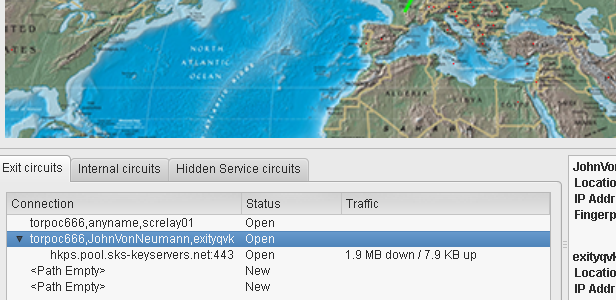 NORTH
ATLANTIC
OCEAN
Exit circuits
Internal circuits
Hidden Service circuits
Connection Status Traffic
torpoc666,anyname,screlay01 Open
torpoc666,JohnVonNeumann,exityqvk Open
hkps.pool.sks-keyservers.net:443 Open 1.9 MB down / 7.9 KB up
<Path Empty> New
<Path Empty> New
JohnVon
Locatio
IP Addr
Fingerp
exityqvk
Locatio
IP Addr